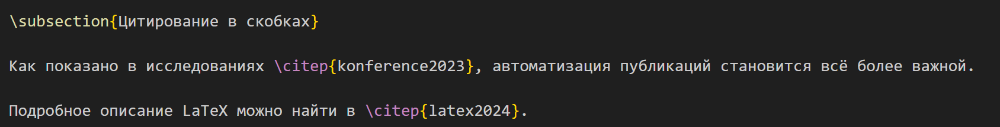 \subsection{Цитирование в скобках}
Как показано в исследованиях \citep{konference2023}, автоматизация публикаций становится всё более важной.
Подробное описание LaTeX можно найти в \citep{latex2024}.